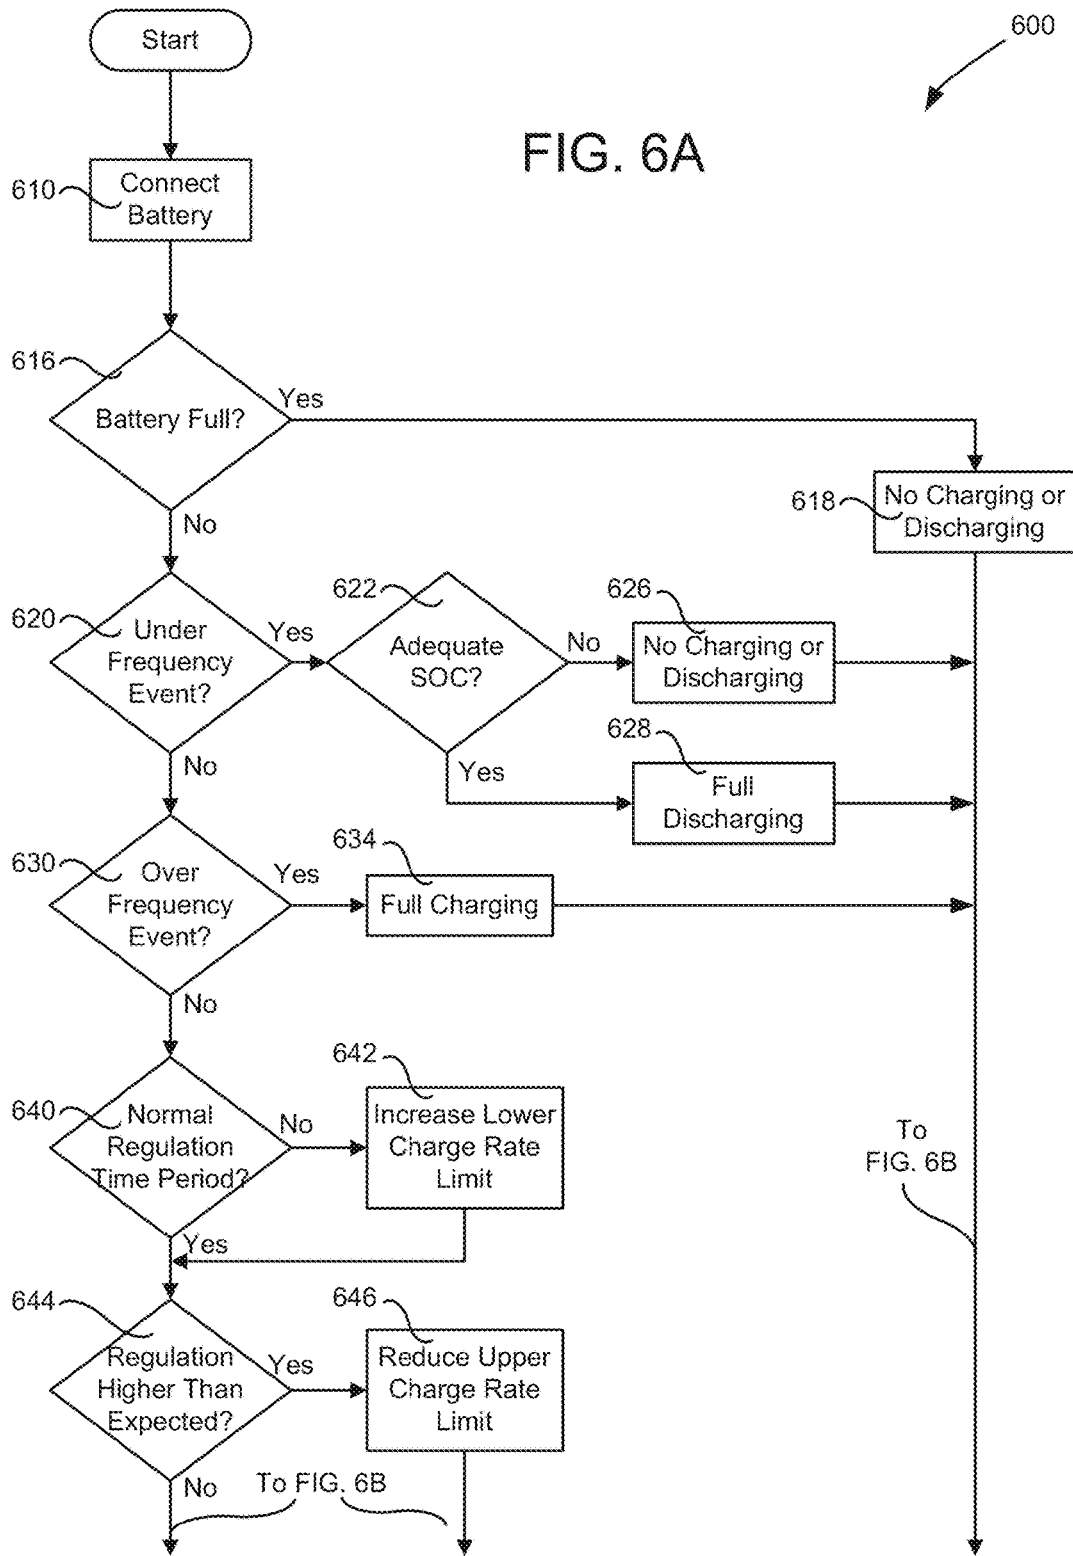 Start
600
FIG. 6A
610
Connect
Battery
616
Battery Full?
Yes
No
618
No Charging or
Discharging
620
Under
Frequency
Event?
Yes
No
622
Adequate
SOC?
No
Yes
626
No Charging or
Discharging
628
Full
Discharging
630
Over
Frequency
Event?
Yes
No
634
Full Charging
640
Normal
Regulation
Time Period?
No
Yes
642
Increase Lower
Charge Rate
Limit
To
FIG. 6B
644
Regulation
Higher Than
Expected?
Yes
No
646
Reduce Upper
Charge Rate
Limit
To FIG. 6B